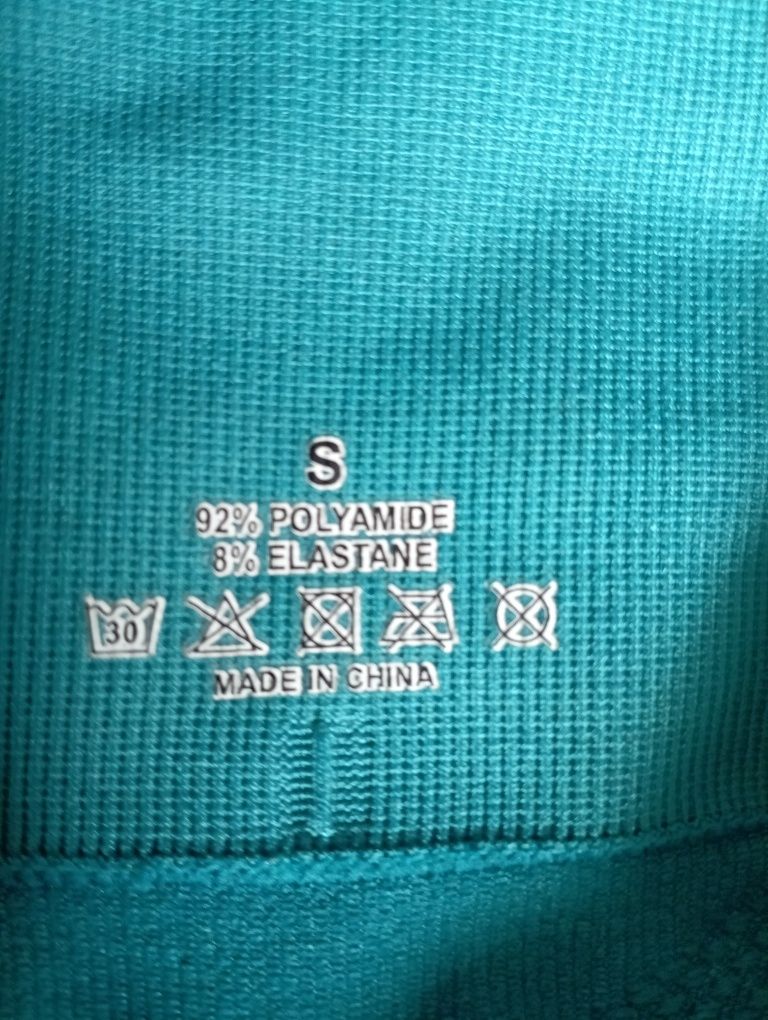 S
92% POLYAMIDE
8% ELASTANE
30
MADE IN CHINA